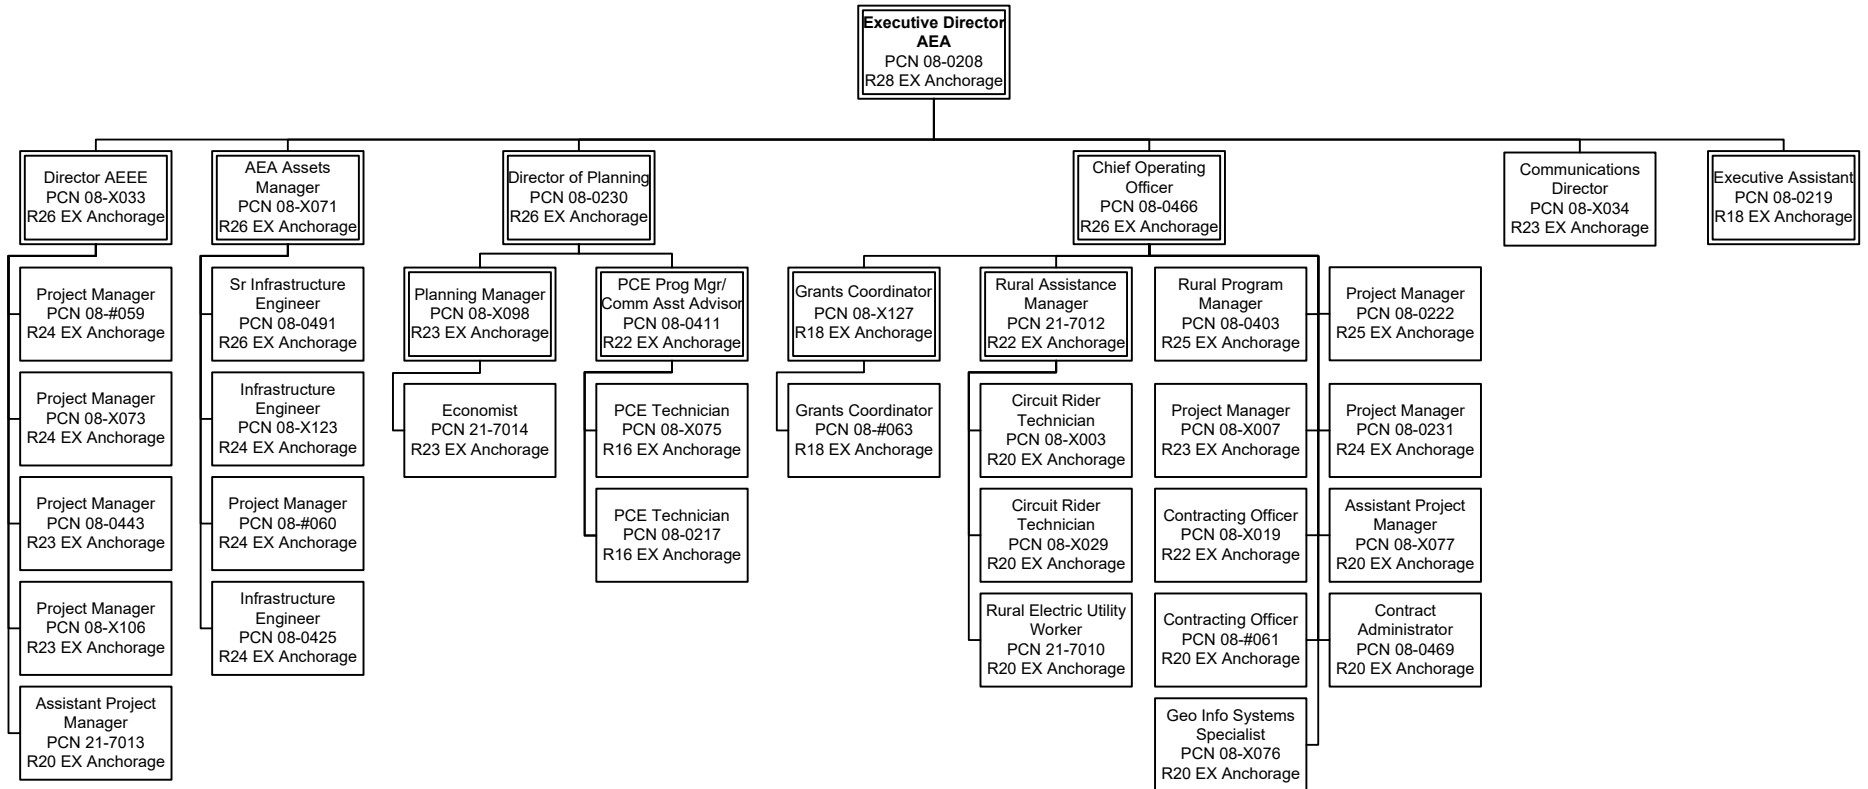 Executive Director
AEA
PCN 08-0208
R28 EX Anchorage
Director AEEE
PCN 08-X033
R26 EX Anchorage
AEA Assets
Manager
PCN 08-X071
R26 EX Anchorage
Director of Planning
PCN 08-0230
R26 EX Anchorage
Chief Operating
Officer
PCN 08-0466
R26 EX Anchorage
Communications
Director
PCN 08-X034
R23 EX Anchorage
Executive Assistant
PCN 08-0219
R18 EX Anchorage
Project Manager
PCN 08-#059
R24 EX Anchorage
Project Manager
PCN 08-X073
R24 EX Anchorage
Project Manager
PCN 08-0443
R23 EX Anchorage
Project Manager
PCN 08-X106
R23 EX Anchorage
Assistant Project
Manager
PCN 21-7013
R20 EX Anchorage
Sr Infrastructure
Engineer
PCN 08-0491
R26 EX Anchorage
Infrastructure
Engineer
PCN 08-X123
R24 EX Anchorage
Project Manager
PCN 08-#060
R24 EX Anchorage
Infrastructure
Engineer
PCN 08-0425
R24 EX Anchorage
Planning Manager
PCN 08-X098
R23 EX Anchorage
Economist
PCN 21-7014
R23 EX Anchorage
PCE Prog Mgr/
Comm Asst Advisor
PCN 08-0411
R22 EX Anchorage
PCE Technician
PCN 08-X075
R16 EX Anchorage
PCE Technician
PCN 08-0217
R16 EX Anchorage
Grants Coordinator
PCN 08-X127
R18 EX Anchorage
Grants Coordinator
PCN 08-#063
R18 EX Anchorage
Rural Assistance
Manager
PCN 21-7012
R22 EX Anchorage
Circuit Rider
Technician
PCN 08-X003
R20 EX Anchorage
Circuit Rider
Technician
PCN 08-X029
R20 EX Anchorage
Rural Electric Utility
Worker
PCN 21-7010
R20 EX Anchorage
Rural Program
Manager
PCN 08-0403
R25 EX Anchorage
Project Manager
PCN 08-X007
R23 EX Anchorage
Contracting Officer
PCN 08-X019
R22 EX Anchorage
Contracting Officer
PCN 08-#061
R20 EX Anchorage
Geo Info Systems
Specialist
PCN 08-X076
R20 EX Anchorage
Project Manager
PCN 08-0222
R25 EX Anchorage
Project Manager
PCN 08-0231
R24 EX Anchorage
Assistant Project
Manager
PCN 08-X077
R20 EX Anchorage
Contract
Administrator
PCN 08-0469
R20 EX Anchorage